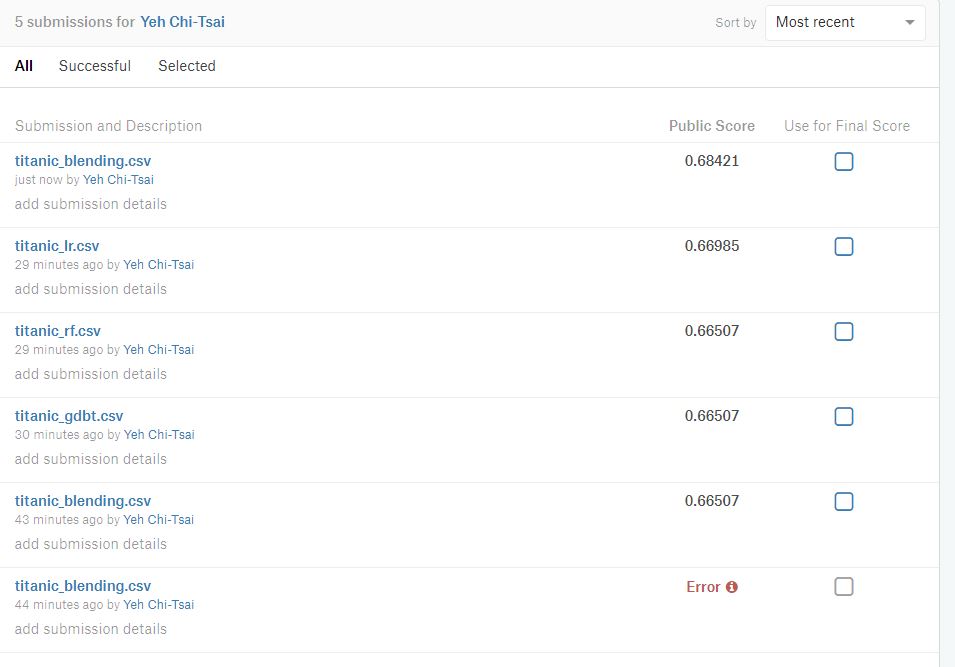 5 submissions for Yeh Chi-Tsai Sort by Most recent
All Successful Selected
Submission and Description Public Score Use for Final Score
titanic_blending.csv 0.68421
just now by Yeh Chi-Tsai
add submission details
titanic_lr.csv 0.66985
29 minutes ago by Yeh Chi-Tsai
add submission details
titanic_rf.csv 0.66507
29 minutes ago by Yeh Chi-Tsai
add submission details
titanic_gdbt.csv 0.66507
30 minutes ago by Yeh Chi-Tsai
add submission details
titanic_blending.csv 0.66507
43 minutes ago by Yeh Chi-Tsai
add submission details
titanic_blending.csv Error
44 minutes ago by Yeh Chi-Tsai
add submission details